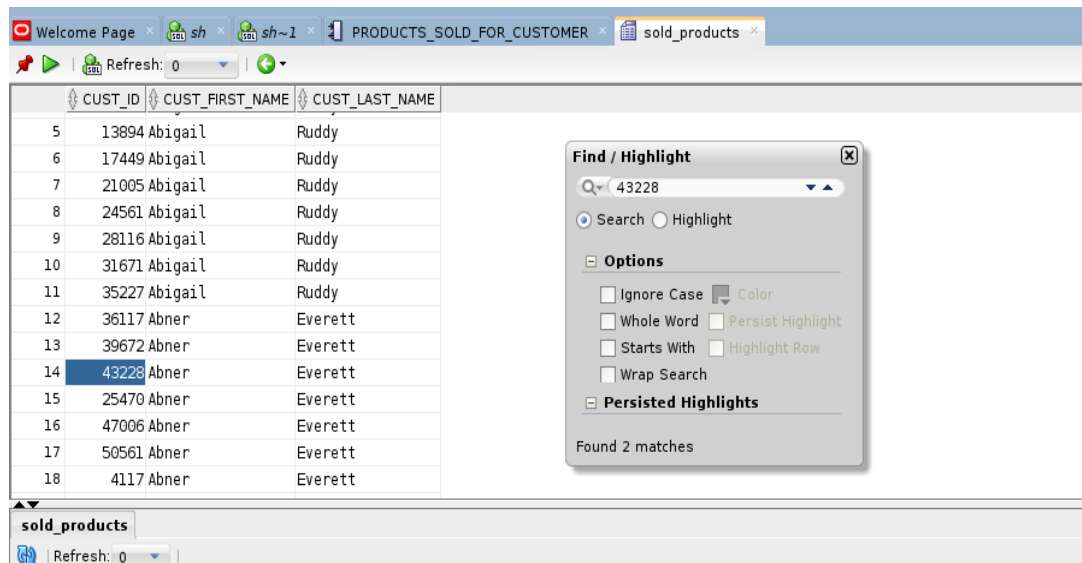 Welcome Page sh sh~1 PRODUCTS_SOLD_FOR_CUSTOMER sold_products
SQL Refresh: 0
CUST_ID CUST_FIRST_NAME CUST_LAST_NAME
5 13894 Abigail Ruddy
6 17449 Abigail Ruddy
7 21005 Abigail Ruddy
8 24561 Abigail Ruddy
9 28116 Abigail Ruddy
10 31671 Abigail Ruddy
11 35227 Abigail Ruddy
12 36117 Abner Everett
13 39672 Abner Everett
14 43228 Abner Everett
15 25470 Abner Everett
16 47006 Abner Everett
17 50561 Abner Everett
18 4117 Abner Everett
Find / Highlight
43228
Search Highlight
Options
Ignore Case Color
Whole Word Persist Highlight
Starts With Highlight Row
Wrap Search
Persisted Highlights
Found 2 matches
sold_products
Refresh: 0